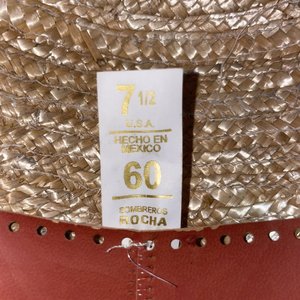 7 1/2
U.S.A.
HECHO EN
MEXICO
60
SOMBREROS
ROCHA